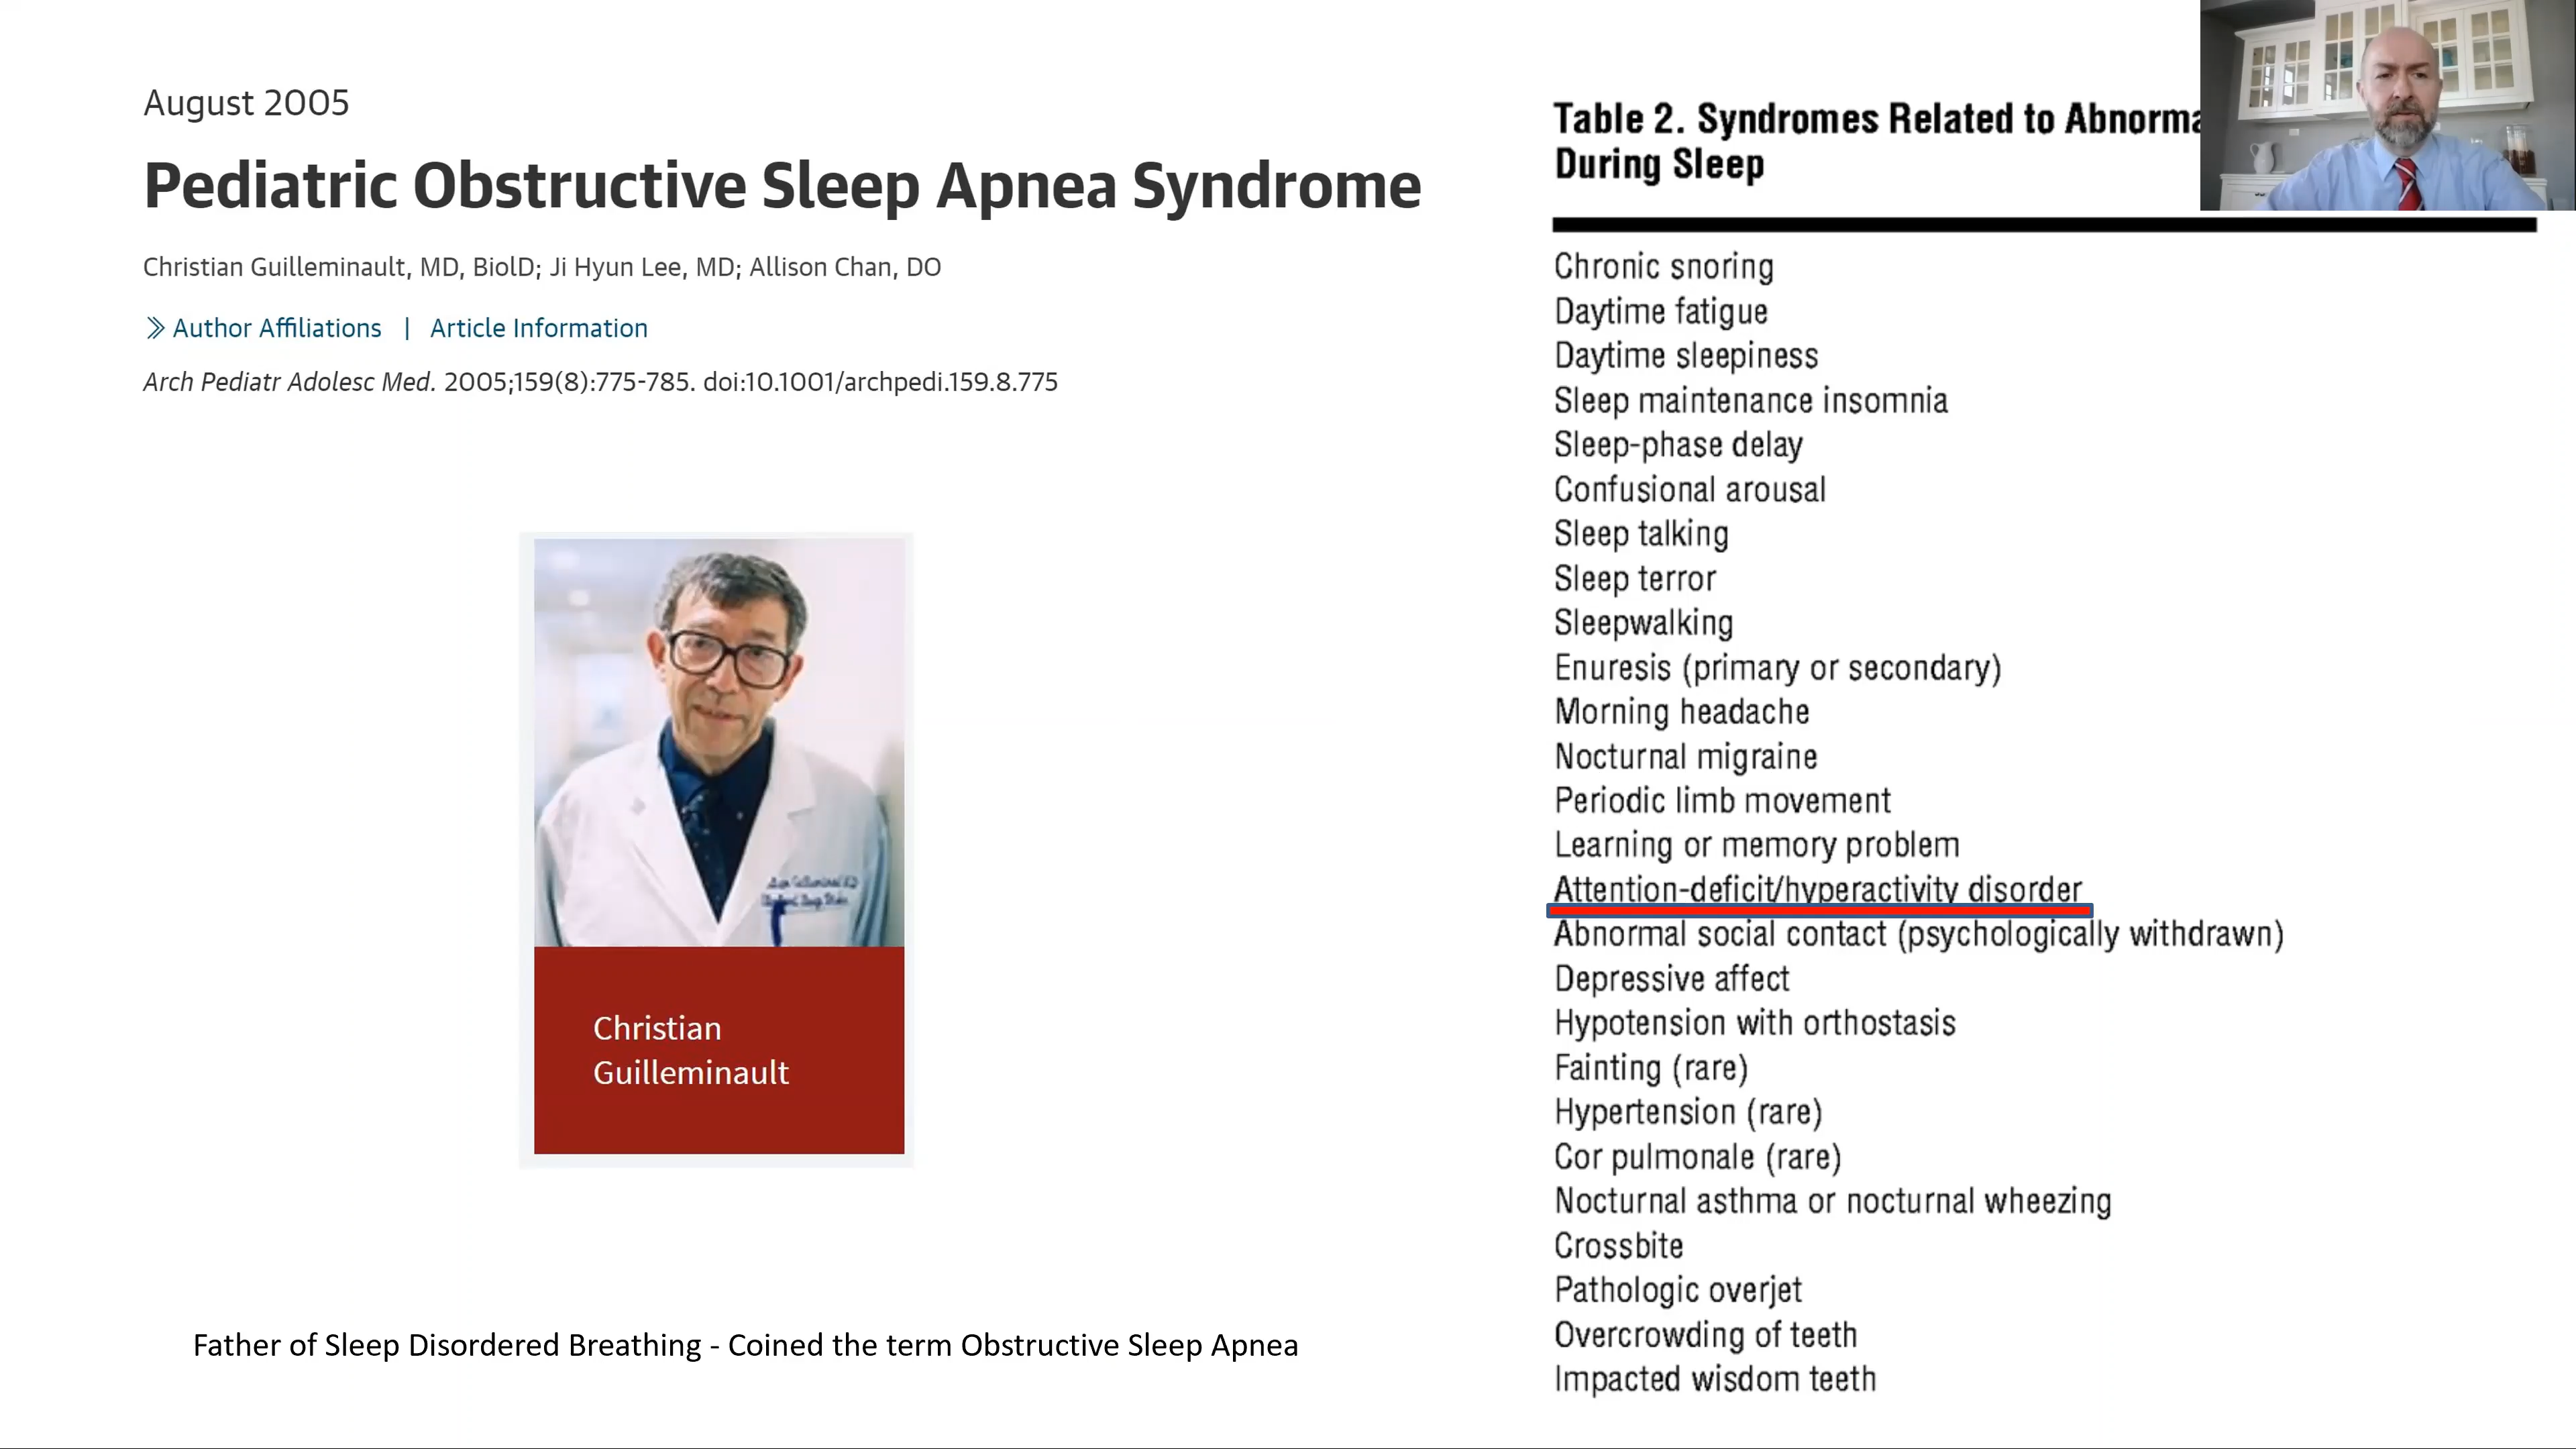 August 2005
Pediatric Obstructive Sleep Apnea Syndrome
Christian Guilleminault, MD, BiolD; Ji Hyun Lee, MD; Allison Chan, DO
Author Affiliations | Article Information
Arch Pediatr Adolesc Med. 2005;159(8):775-785. doi:10.1001/archpedi.159.8.775
Christian
Guilleminault
Father of Sleep Disordered Breathing - Coined the term Obstructive Sleep Apnea
Table 2. Syndromes Related to
During Sleep
Chronic snoring
Daytime fatigue
Daytime sleepiness
Sleep maintenance insomnia
Sleep-phase delay
Confusional arousal
Sleep talking
Sleep terror
Sleepwalking
Enuresis (primary or secondary)
Morning headache
Nocturnal migraine
Periodic limb movement
Learning or memory problem
Attention-deficit/hyperactivity disorder
Abnormal social contact (psychologically withdrawn)
Depressive affect
Hypotension with orthostasis
Fainting (rare)
Hypertension (rare)
Cor pulmonale (rare)
Nocturnal asthma or nocturnal wheezing
Crossbite
Pathologic overjet
Overcrowding of teeth
Impacted wisdom teeth